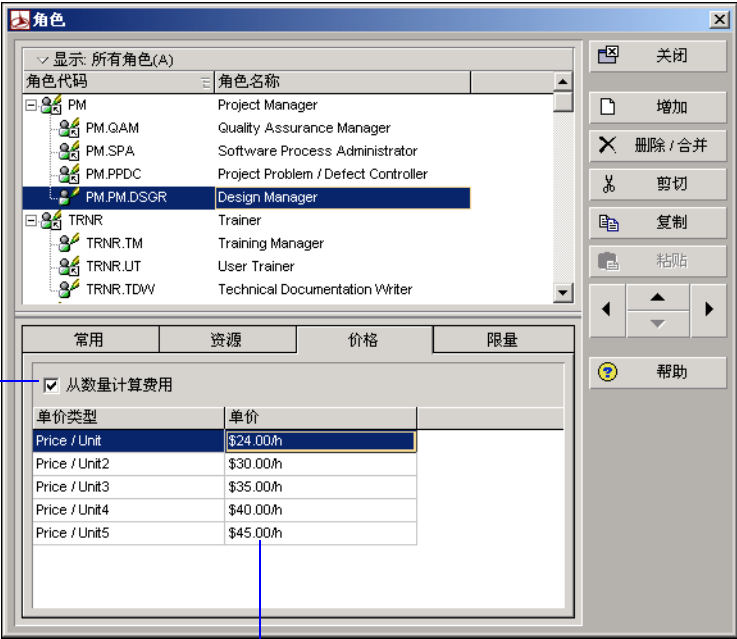 角色
显示: 所有角色(A)
角色代码 角色名称
PM Project Manager
PM.QAM Quality Assurance Manager
PM.SPA Software Process Administrator
PM.PPDC Project Problem / Defect Controller
PM.PM.DSGR Design Manager
TRNR Trainer
TRNR.TM Training Manager
TRNR.UT User Trainer
TRNR.TDW Technical Documentation Writer
关闭
增加
删除 / 合并
剪切
复制
粘贴
帮助
常用 资源 价格 限量
从数量计算费用
单价类型 单价
Price / Unit $24.00/h
Price / Unit2 $30.00/h
Price / Unit3 $35.00/h
Price / Unit4 $40.00/h
Price / Unit5 $45.00/h